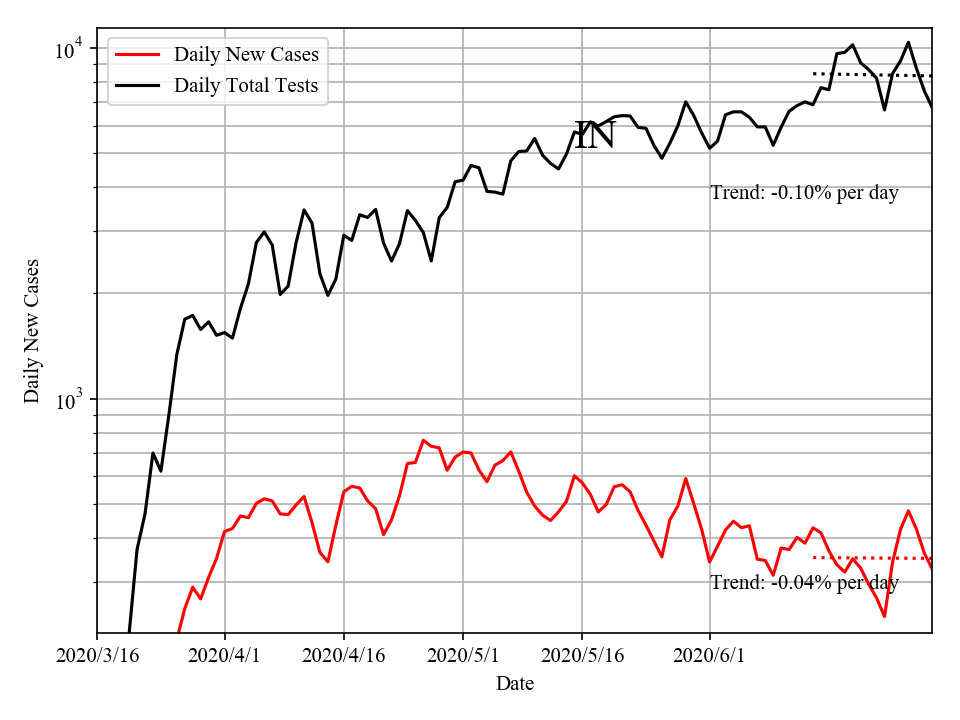 Daily New Cases
Daily Total Tests
10^4
IN
Trend: -0.10% per day
Daily New Cases
10^3
Trend: -0.04% per day
2020/3/16 2020/4/1 2020/4/16 2020/5/1 2020/5/16 2020/6/1
Date